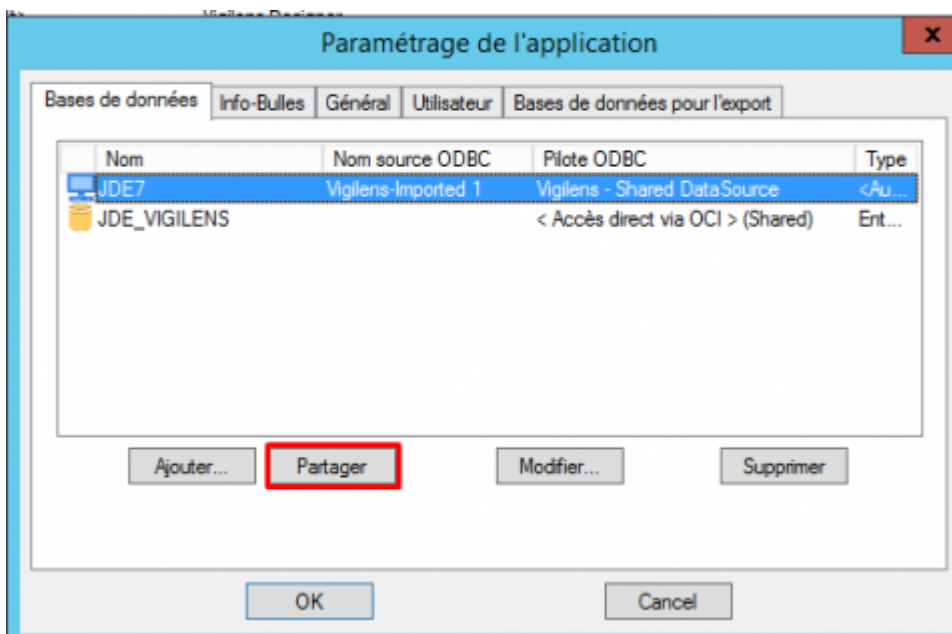 Vigilens Designer
Paramétrage de l'application
x
Bases de données Info-Bulles Général Utilisateur Bases de données pour l'export
Nom Nom source ODBC Pilote ODBC Type
JDE7 Vigilens-Imported 1 Vigilens - Shared DataSource <Au...
JDE_VIGILENS < Accès direct via OCI > (Shared) Ent...
Ajouter... Partager Modifier... Supprimer
OK Cancel